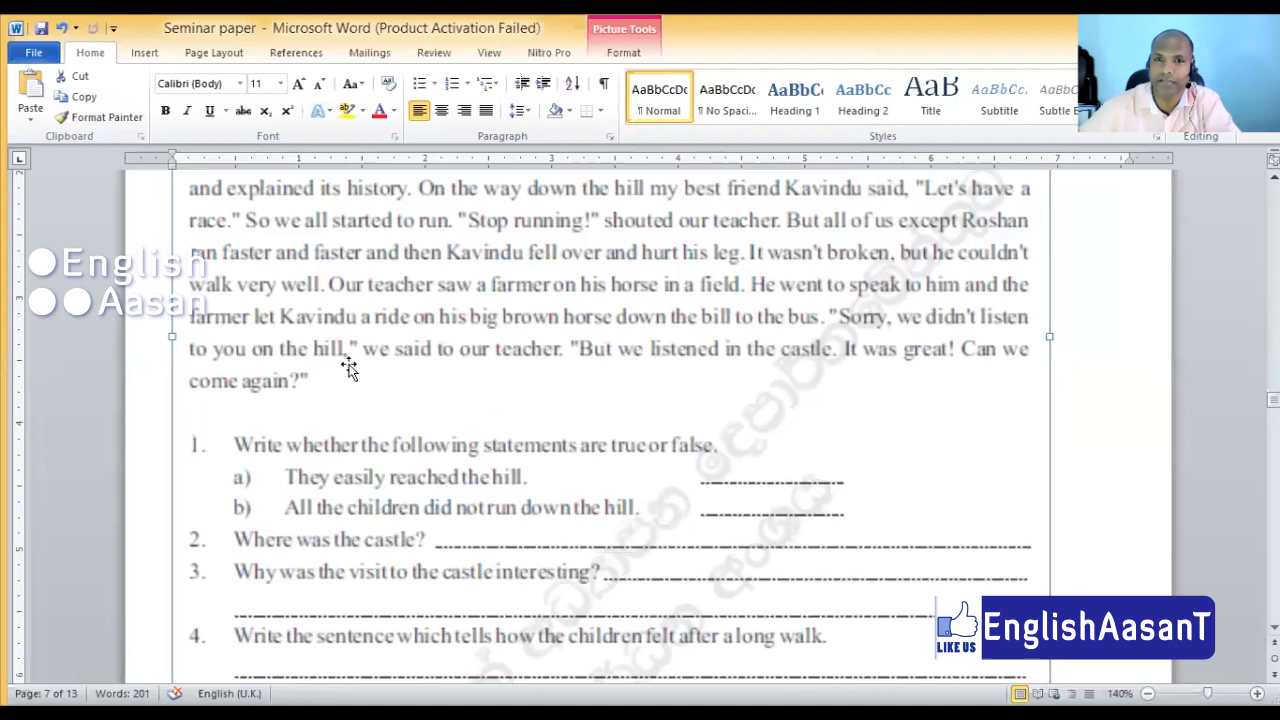 Seminar paper - Microsoft Word (Product Activation Failed)
Picture Tools
File Home Insert Page Layout References Mailings Review View Nitro Pro Format
Paste
Cut
Copy
Format Painter
Calibri (Body) 11
Clipboard Font Paragraph Styles Editing
AaBbCcDc AaBbCcDc AaBbC AaBbCc AaB AaBbCc. AaBbCc
¶ Normal ¶ No Spaci... Heading 1 Heading 2 Title Subtitle Subtle E
and explained its history. On the way down the hill my best friend Kavindu said, "Let's have a
race." So we all started to run. "Stop running!" shouted our teacher. But all of us except Roshan
ran faster and faster and then Kavindu fell over and hurt his leg. It wasn't broken, but he couldn't
walk very well. Our teacher saw a farmer on his horse in a field. He went to speak to him and the
farmer let Kavindu a ride on his big brown horse down the bill to the bus. "Sorry, we didn't listen
to you on the hill," we said to our teacher. "But we listened in the castle. It was great! Can we
come again?"
English
Aasan
1. Write whether the following statements are true or false.
a) They easily reached the hill.
b) All the children did not run down the hill.
2. Where was the castle?
3. Why was the visit to the castle interesting?
4. Write the sentence which tells how the children felt after a long walk.
LIKE US
EnglishAasanT
Page: 7 of 13 Words: 201 English (U.K.) 140%